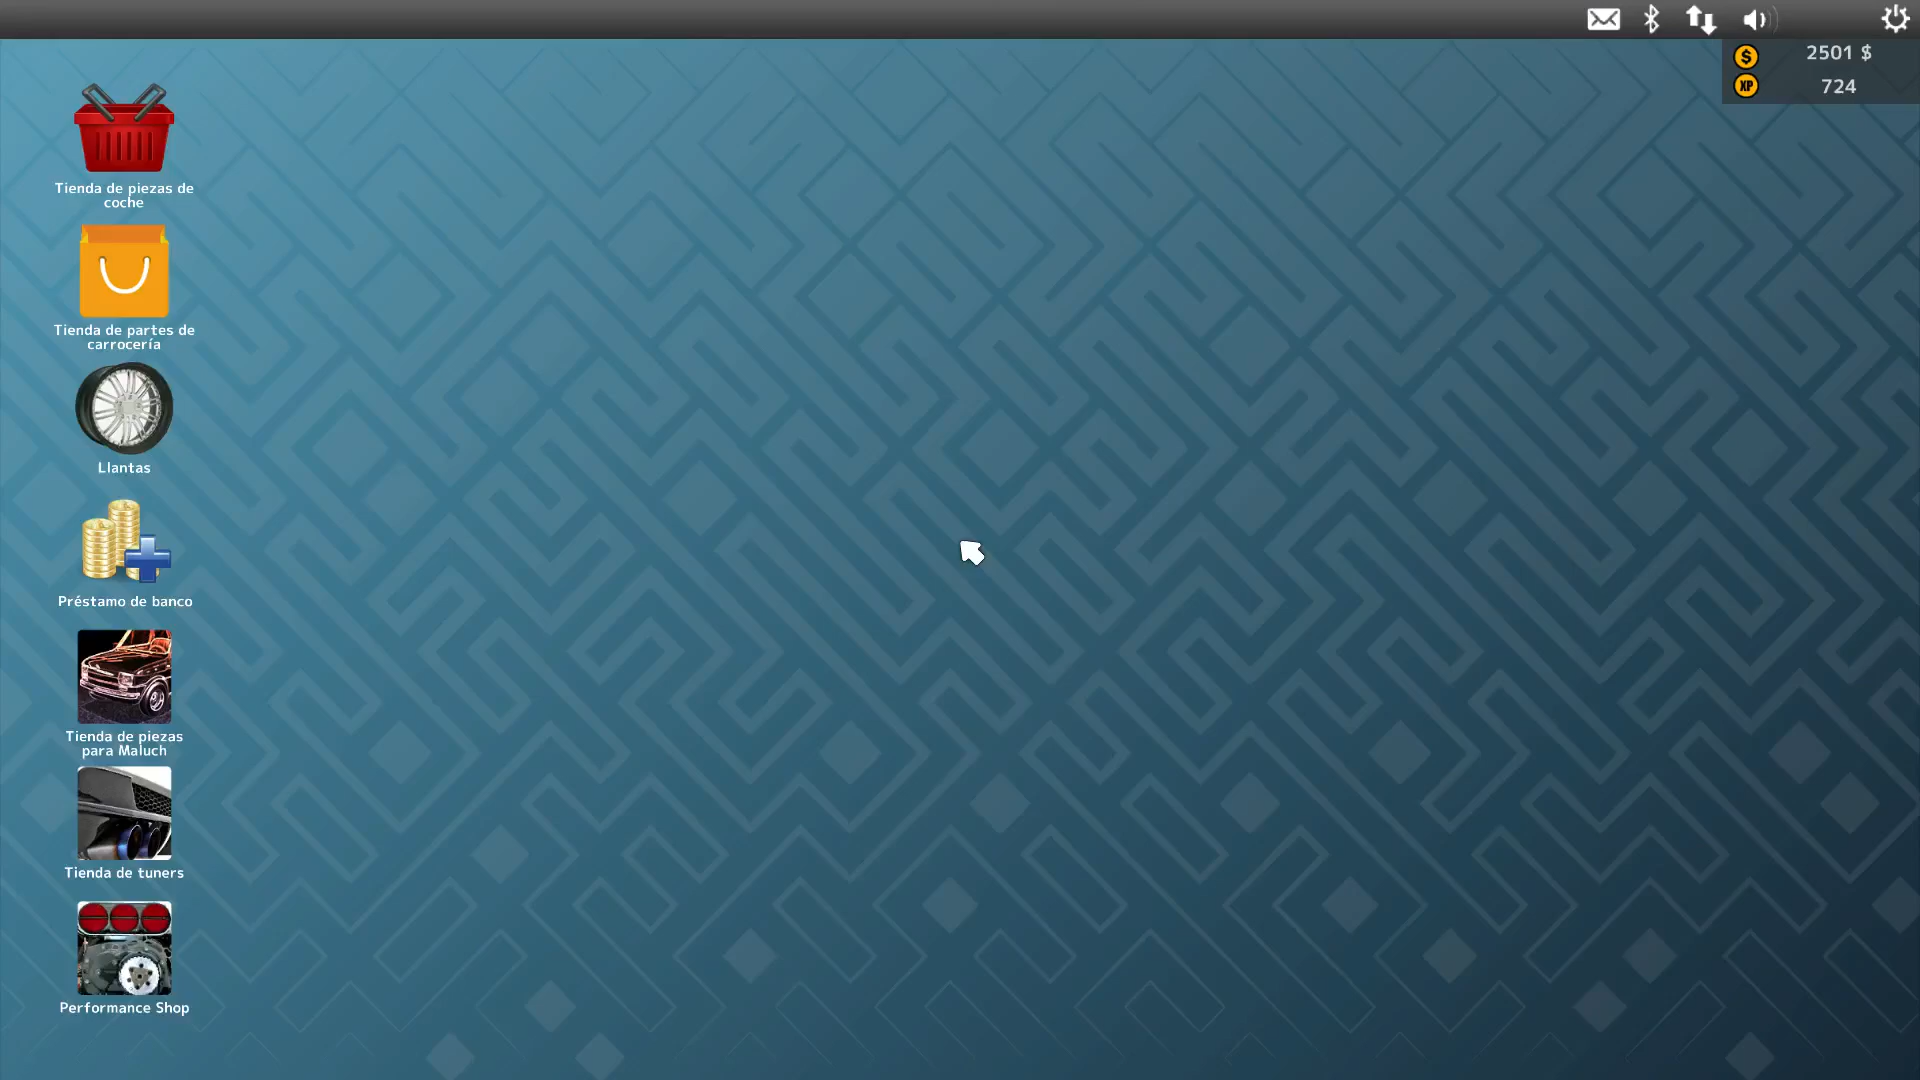 2501 $
XP
724
Tienda de piezas de
coche
Tienda de partes de
carrocería
Llantas
Préstamo de banco
Tienda de piezas
para Maluch
Tienda de tuners
Performance Shop